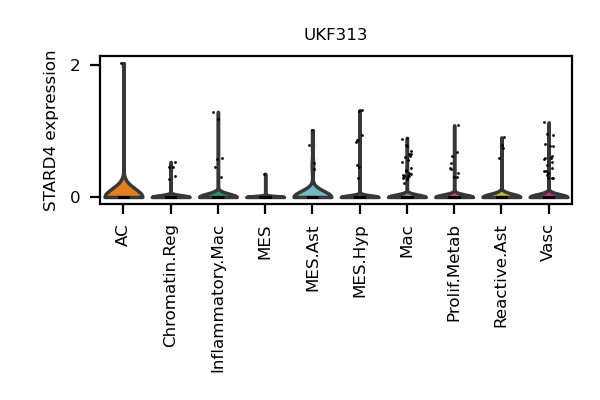 UKF313
STARD4 expression
2
0
AC
Chromatin.Reg
Inflammatory.Mac
MES
MES.Ast
MES.Hyp
Mac
Prolif.Metab
Reactive.Ast
Vasc